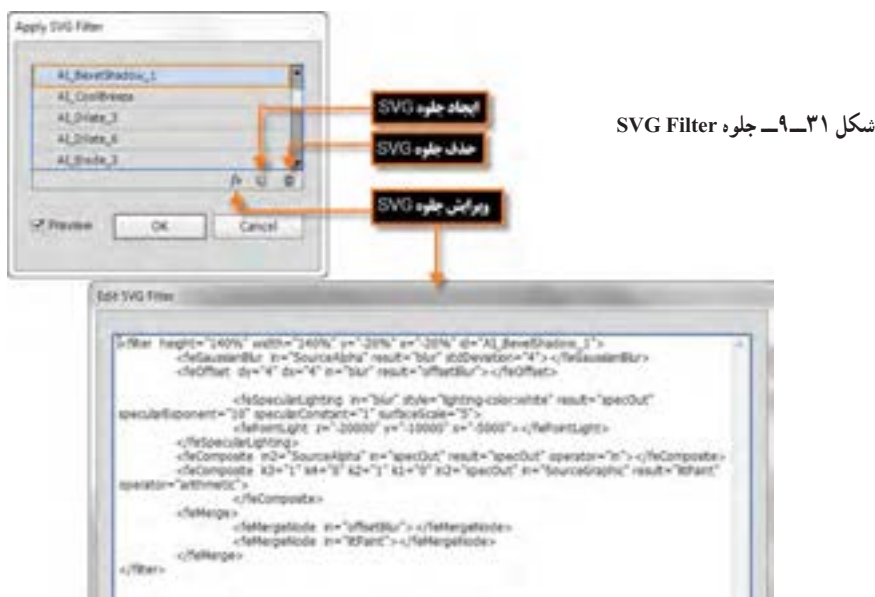 Apply SVG Filter
AI_BevelShadow_1
AI_CoolBreeze
AI_Dilate_3
AI_Dilate_6
AI_Erode_3
fx
Preview
OK
Cancel
ایجاد جلوه SVG
حذف جلوه SVG
ویرایش جلوه SVG
شکل ۳۱ــ۹ــ جلوه SVG Filter
Edit SVG Filter
<filter height="140%" width="140%" y="-20%" x="-20%" id="AI_BevelShadow_1">
<feGaussianBlur in="SourceAlpha" result="blur" stdDeviation="4"></feGaussianBlur>
<feOffset dy="4" dx="4" in="blur" result="offsetBlur"></feOffset>
<feSpecularLighting in="blur" style="lighting-color:white" result="specOut"
specularExponent="10" specularConstant="1" surfaceScale="5">
<fePointLight z="-20000" y="-10000" x="-5000"></fePointLight>
</feSpecularLighting>
<feComposite in2="SourceAlpha" in="specOut" result="specOut" operator="in"></feComposite>
<feComposite k3="1" k4="0" k2="1" k1="0" in2="specOut" in="SourceGraphic" result="litPaint"
operator="arithmetic">
</feComposite>
<feMerge>
<feMergeNode in="offsetBlur"></feMergeNode>
<feMergeNode in="litPaint"></feMergeNode>
</feMerge>
</filter>